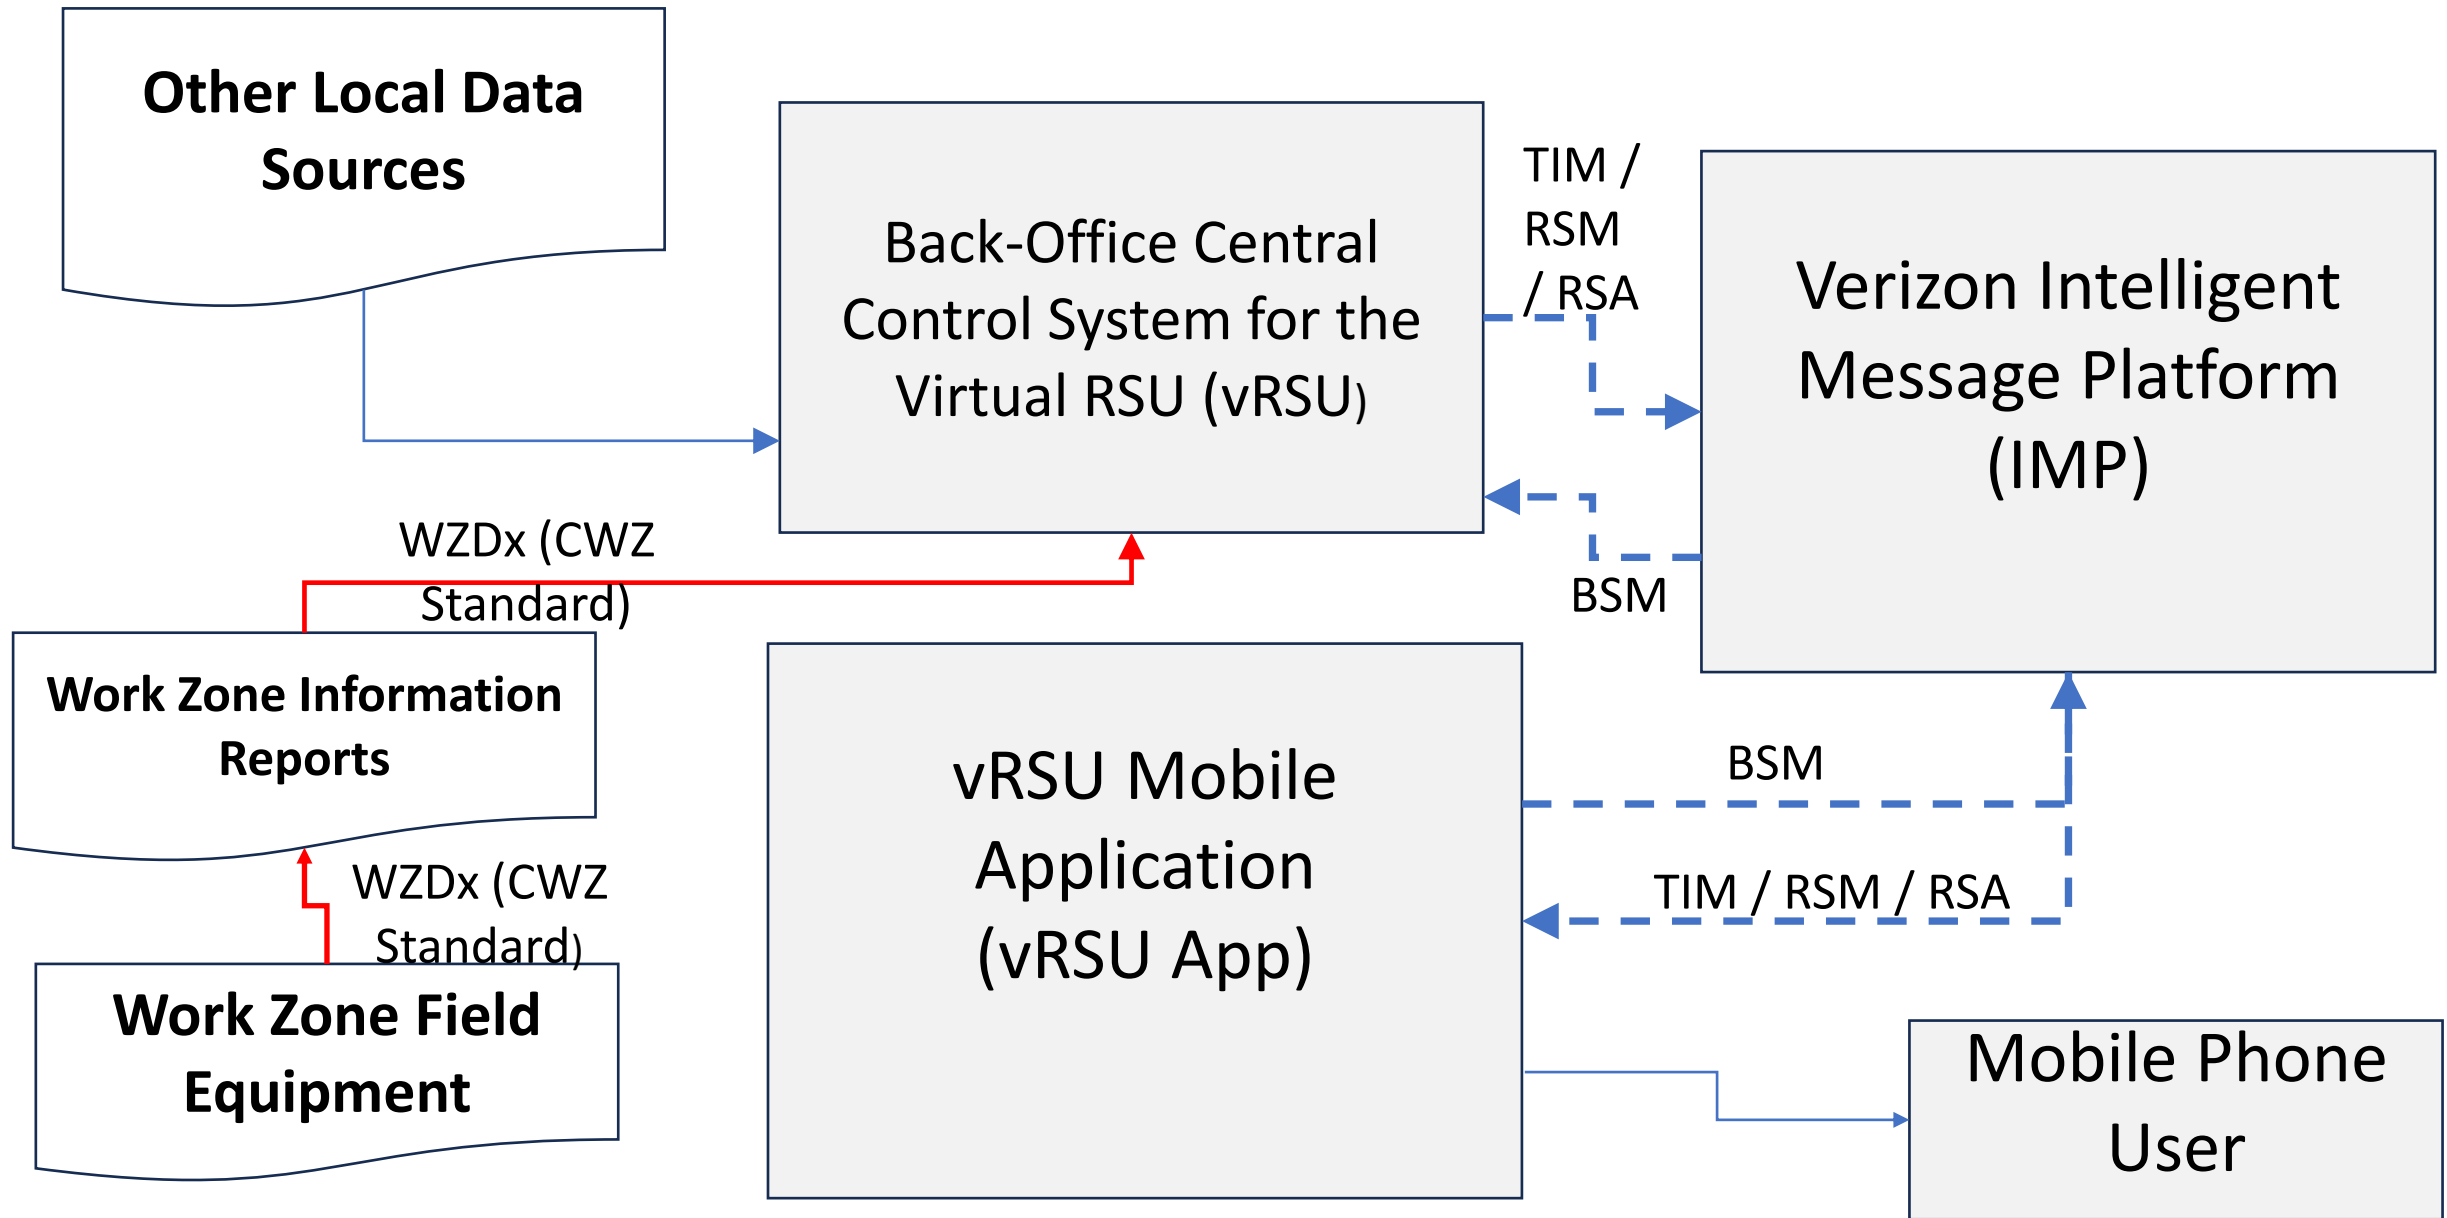 Other Local Data
Sources
Back-Office Central
Control System for the
Virtual RSU (vRSU)
TIM /
RSM
/ RSA
Verizon Intelligent
Message Platform
(IMP)
BSM
WZDx (CWZ
Standard)
Work Zone Information
Reports
WZDx (CWZ
Standard)
Work Zone Field
Equipment
vRSU Mobile
Application
(vRSU App)
BSM
TIM / RSM / RSA
Mobile Phone
User